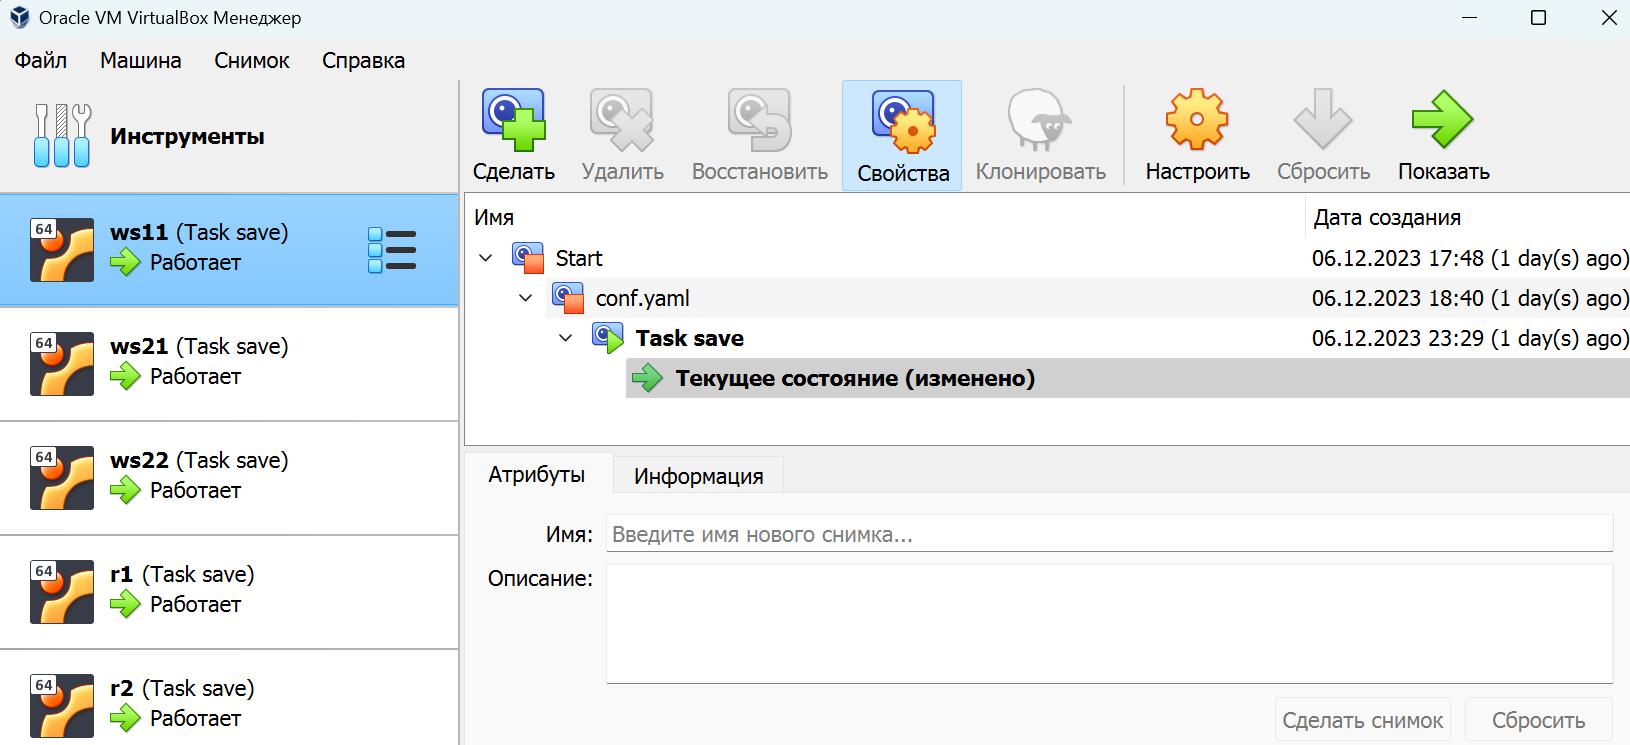 Oracle VM VirtualBox Менеджер
Файл Машина Снимок Справка
Инструменты
Сделать Удалить Восстановить Свойства Клонировать Настроить Сбросить Показать
64
ws11 (Task save)
Работает
64
ws21 (Task save)
Работает
64
ws22 (Task save)
Работает
64
r1 (Task save)
Работает
64
r2 (Task save)
Работает
Имя Дата создания
Start 06.12.2023 17:48 (1 day(s) ago)
conf.yaml 06.12.2023 18:40 (1 day(s) ago)
Task save 06.12.2023 23:29 (1 day(s) ago)
Текущее состояние (изменено)
Атрибуты Информация
Имя: Введите имя нового снимка...
Описание:
Сделать снимок Сбросить